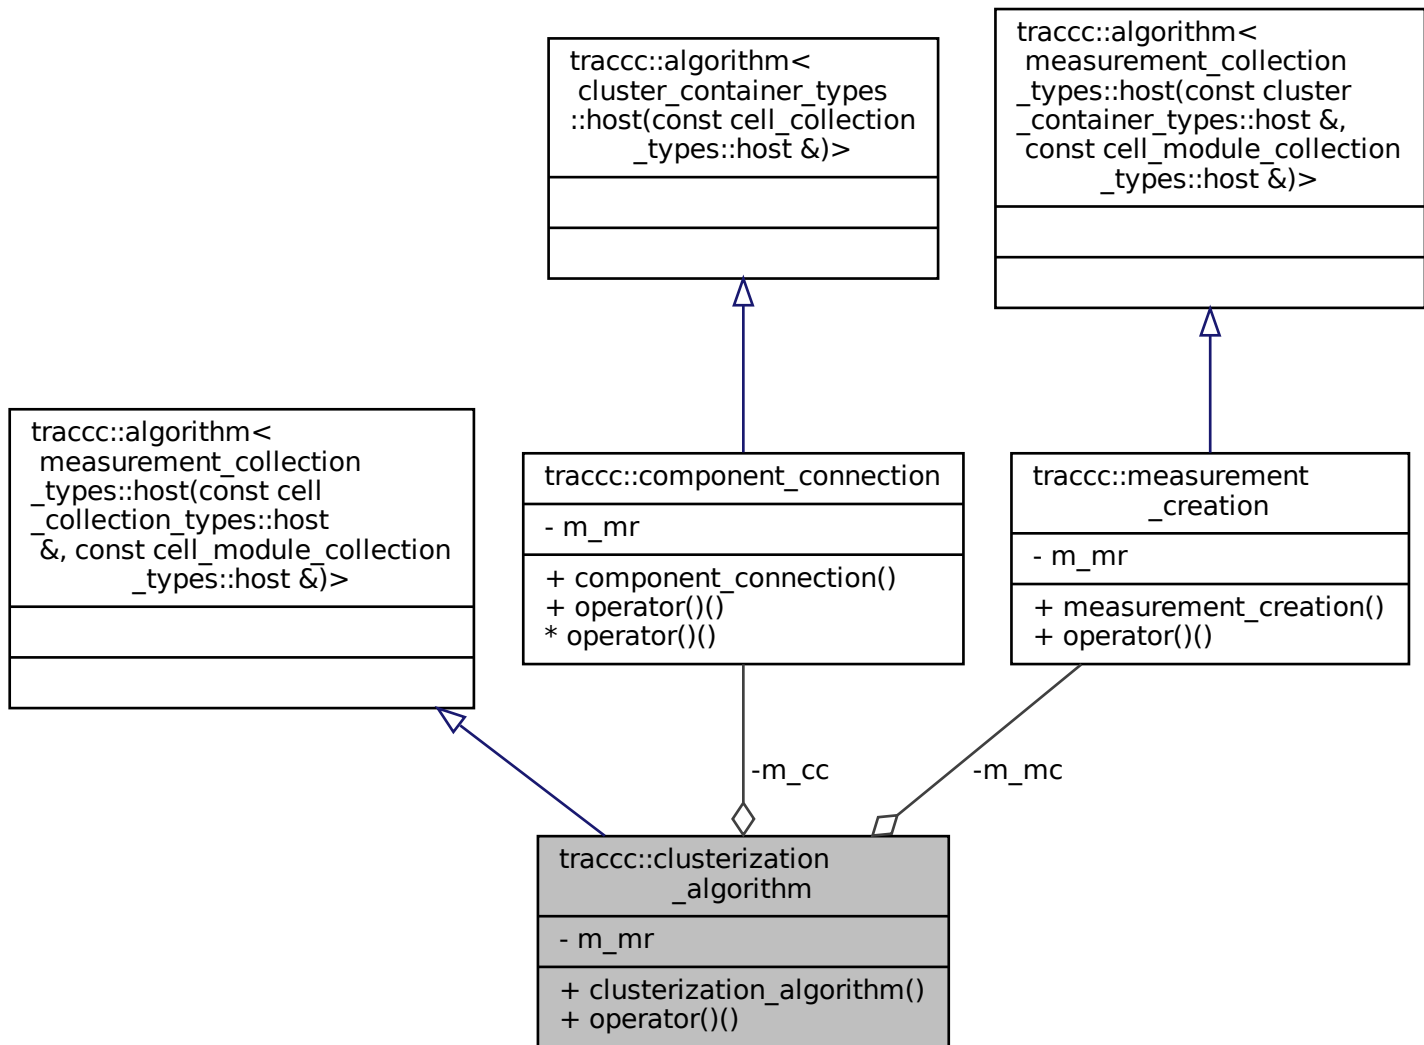 traccc::algorithm<
measurement_collection
_types::host(const cluster
_container_types::host &,
const cell_module_collection
_types::host &)>
traccc::algorithm<
cluster_container_types
::host(const cell_collection
_types::host &)>
traccc::algorithm<
measurement_collection
_types::host(const cell
_collection_types::host
&, const cell_module_collection
_types::host &)>
traccc::component_connection
- m_mr
+ component_connection()
+ operator()()
* operator()()
traccc::measurement
_creation
- m_mr
+ measurement_creation()
+ operator()()
-m_cc
-m_mc
traccc::clusterization
_algorithm
- m_mr
+ clusterization_algorithm()
+ operator()()